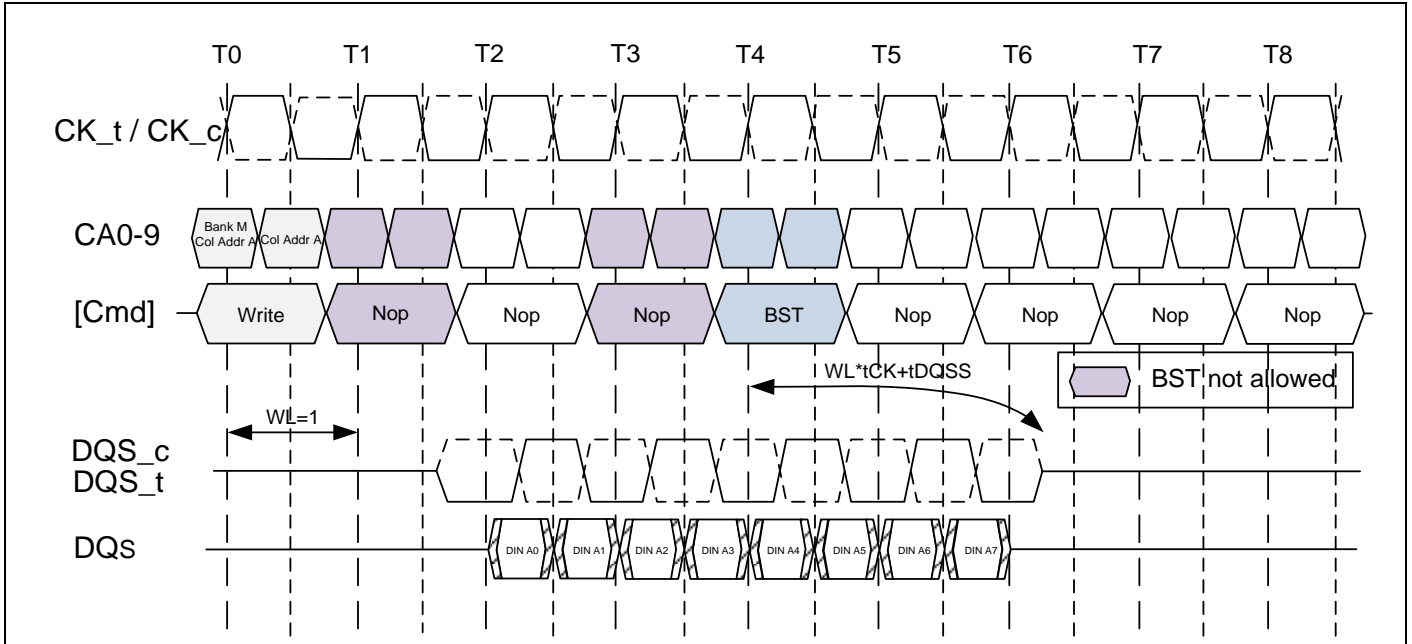 T0 T1 T2 T3 T4 T5 T6 T7 T8
CK_t / CK_c
CA0-9
Bank M
Col Addr A
Col Addr A
[Cmd] Write Nop Nop Nop BST Nop Nop Nop Nop
WL*tCK+tDQSS
BST not allowed
WL=1
DQS_c
DQS_t
DQs DIN A0 DIN A1 DIN A2 DIN A3 DIN A4 DIN A5 DIN A6 DIN A7